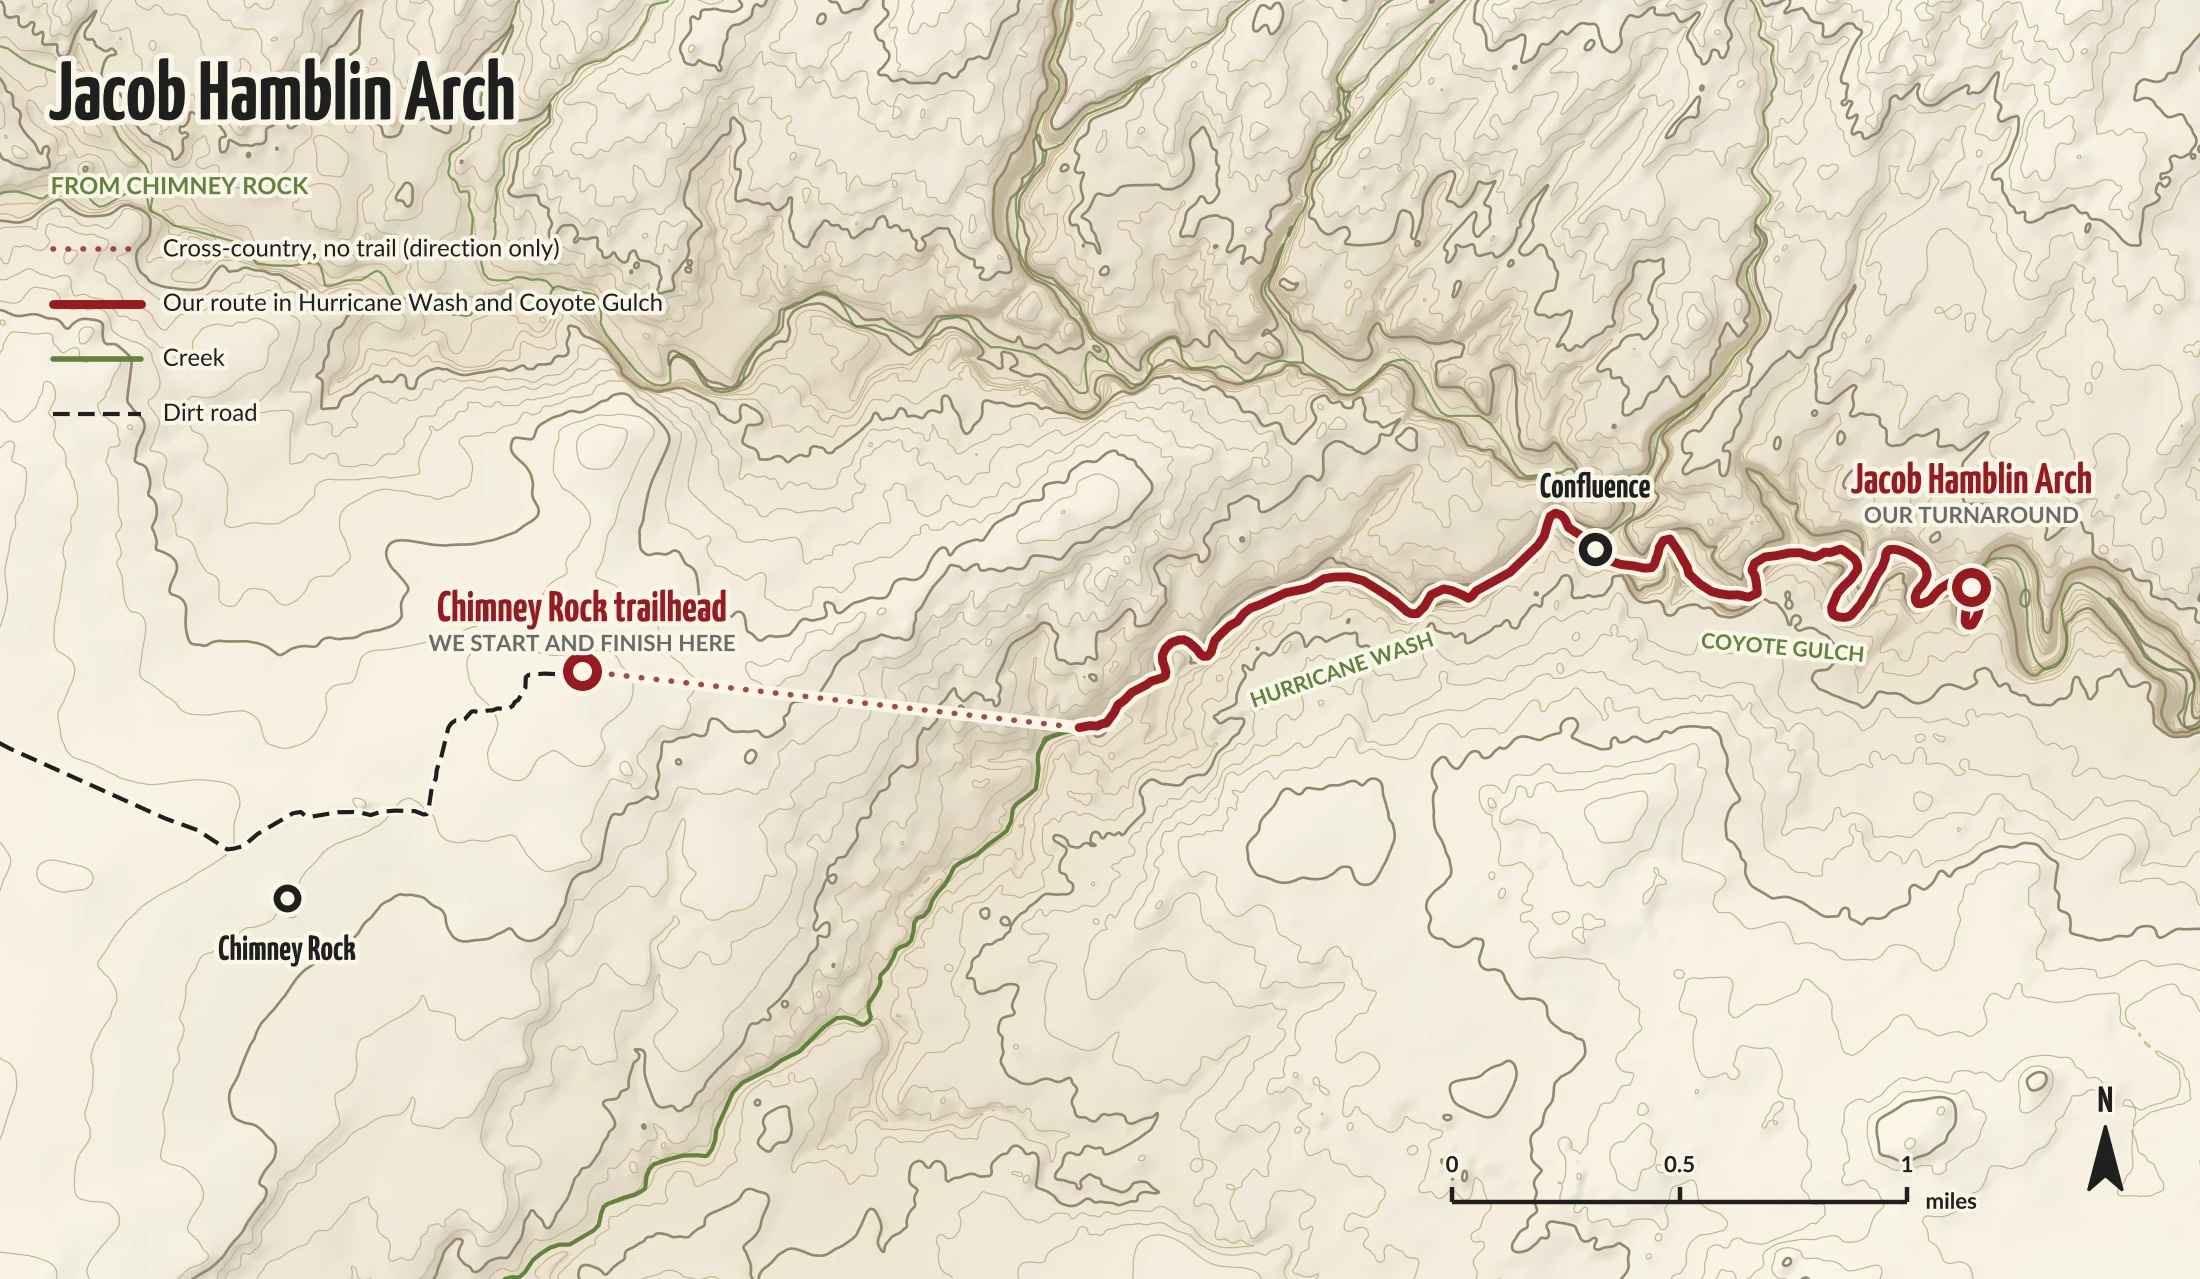 Jacob Hamblin Arch
FROM CHIMNEY ROCK
Cross-country, no trail (direction only)
Our route in Hurricane Wash and Coyote Gulch
Creek
Dirt road
Confluence
Jacob Hamblin Arch
OUR TURNAROUND
Chimney Rock trailhead
WE START AND FINISH HERE
HURRICANE WASH
COYOTE GULCH
Chimney Rock
N
0 0.5 1
miles